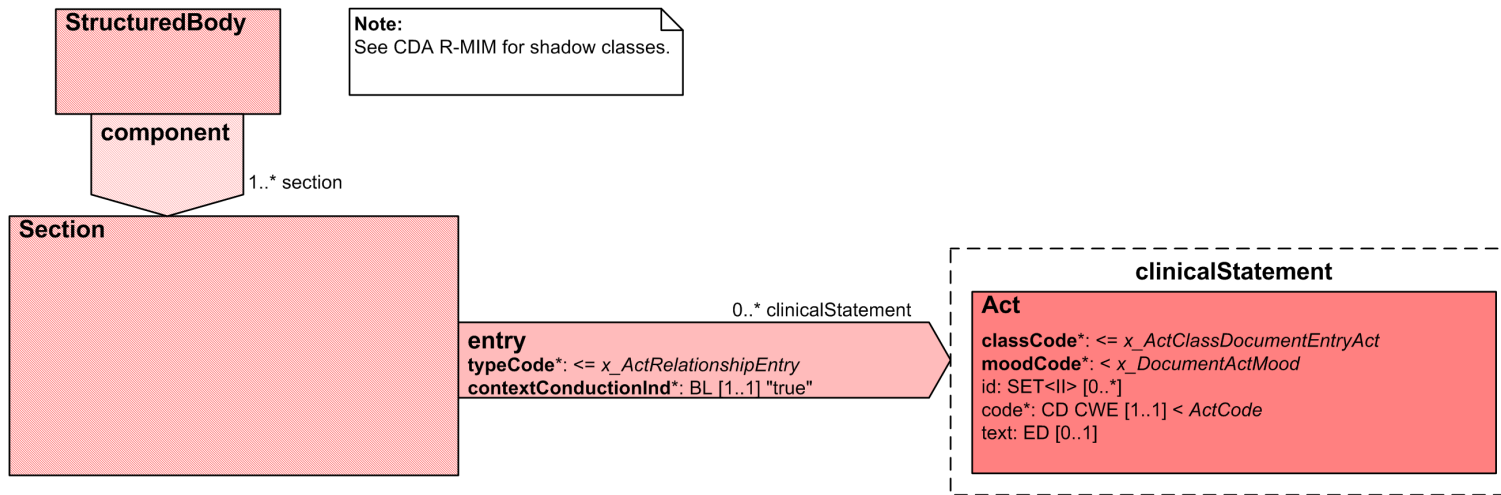 StructuredBody
Note:
See CDA R-MIM for shadow classes.
component
1..* section
Section
clinicalStatement
0..* clinicalStatement
Act
entry
typeCode*: <= x_ActRelationshipEntry
contextConductionInd*: BL [1..1] "true"
classCode*: <= x_ActClassDocumentEntryAct
moodCode*: < x_DocumentActMood
id: SET<II> [0..*]
code*: CD CWE [1..1] < ActCode
text: ED [0..1]